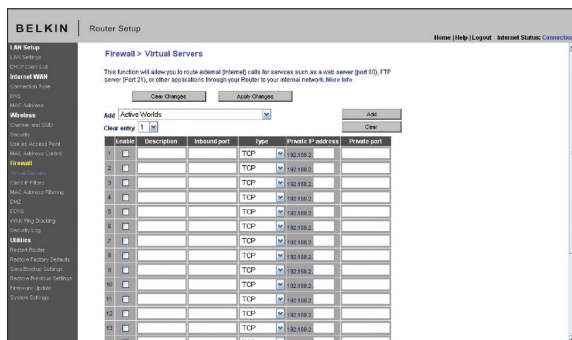 BELKIN
Router Setup
Home | Help | Logout Internet Status: Connection
LAN Setup
LAN Settings
DHCP Client List
Internet WAN
Connection Type
DNS
MAC Address
Wireless
Channel and SSID
Security
Use as Access Point
MAC Address Control
Firewall
Virtual Servers
Client IP Filters
MAC Address Filtering
DMZ
DDNS
WAN Ping Blocking
Security Log
Utilities
Restart Router
Restore Factory Defaults
Save/Backup Settings
Restore Previous Settings
Firmware Update
System Settings
Firewall > Virtual Servers
This function will allow you to route external (Internet) calls for services such as a web server (port 80), FTP
server (Port 21), or other applications through your Router to your internal network. More Info
Clear Changes Apply Changes
Add Active Worlds Add
Clear entry 1 Clear
Enable Description Inbound port Type Private IP address Private port
1 TCP 192.168.2.
2 TCP 192.168.2.
3 TCP 192.168.2.
4 TCP 192.168.2.
5 TCP 192.168.2.
6 TCP 192.168.2.
7 TCP 192.168.2.
8 TCP 192.168.2.
9 TCP 192.168.2.
10 TCP 192.168.2.
11 TCP 192.168.2.
12 TCP 192.168.2.
13 TCP 192.168.2.